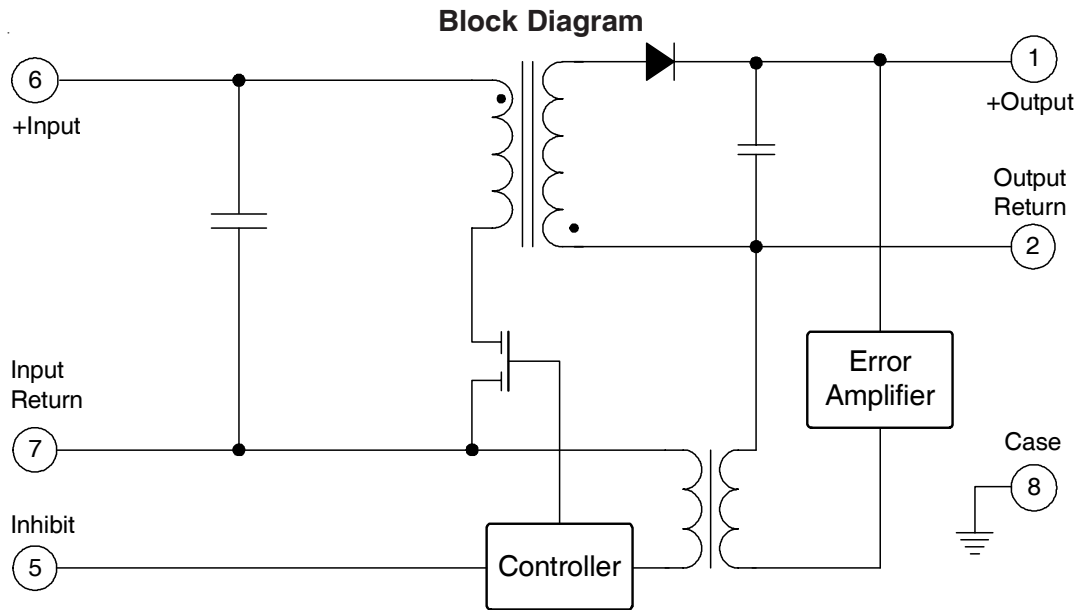 Block Diagram
6
+Input
1
+Output
Output
Return
2
Error
Amplifier
Input
Return
7
Case
8
Inhibit
5
Controller